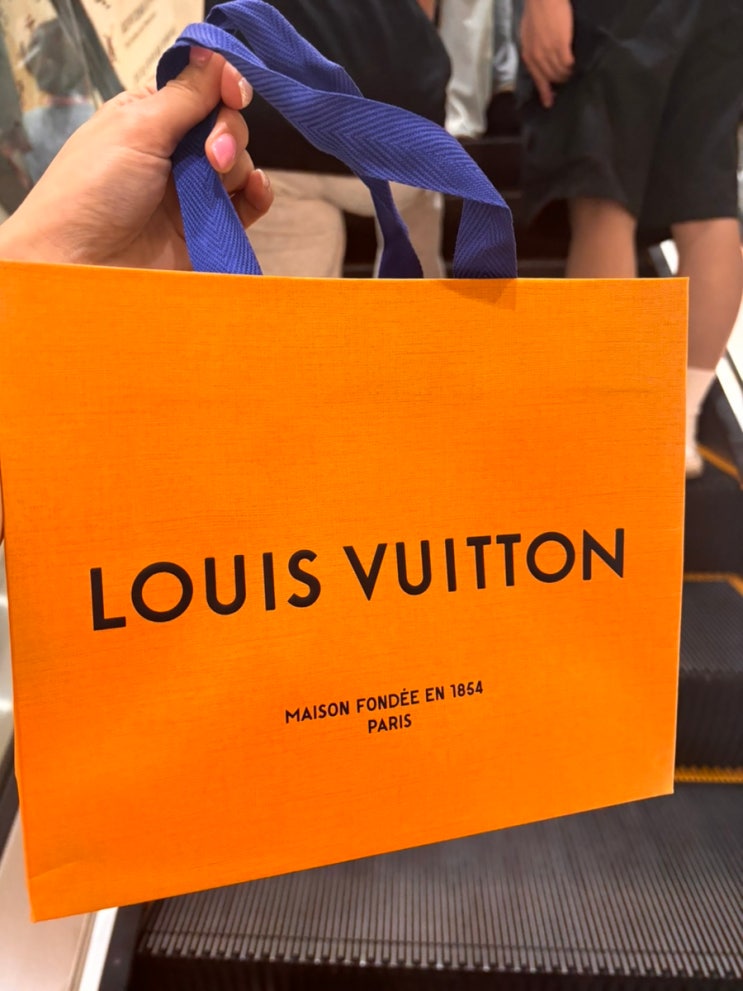 LOUIS VUITTON
MAISON FONDÉE EN 1854
PARIS